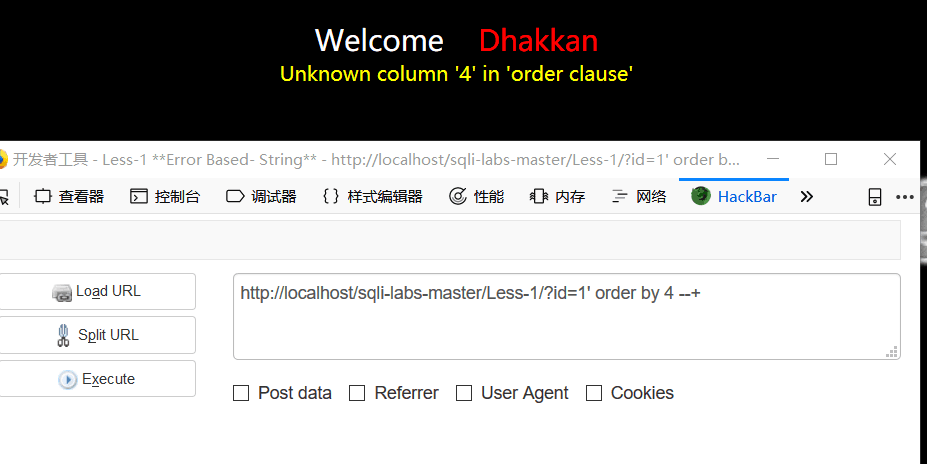 Welcome Dhakkan
Unknown column '4' in 'order clause'
开发者工具 - Less-1 **Error Based- String** - http://localhost/sqli-labs-master/Less-1/?id=1' order b...
查看器 控制台 调试器 样式编辑器 性能 内存 网络 HackBar
Load URL
http://localhost/sqli-labs-master/Less-1/?id=1' order by 4 --+
Split URL
Execute
Post data Referrer User Agent Cookies